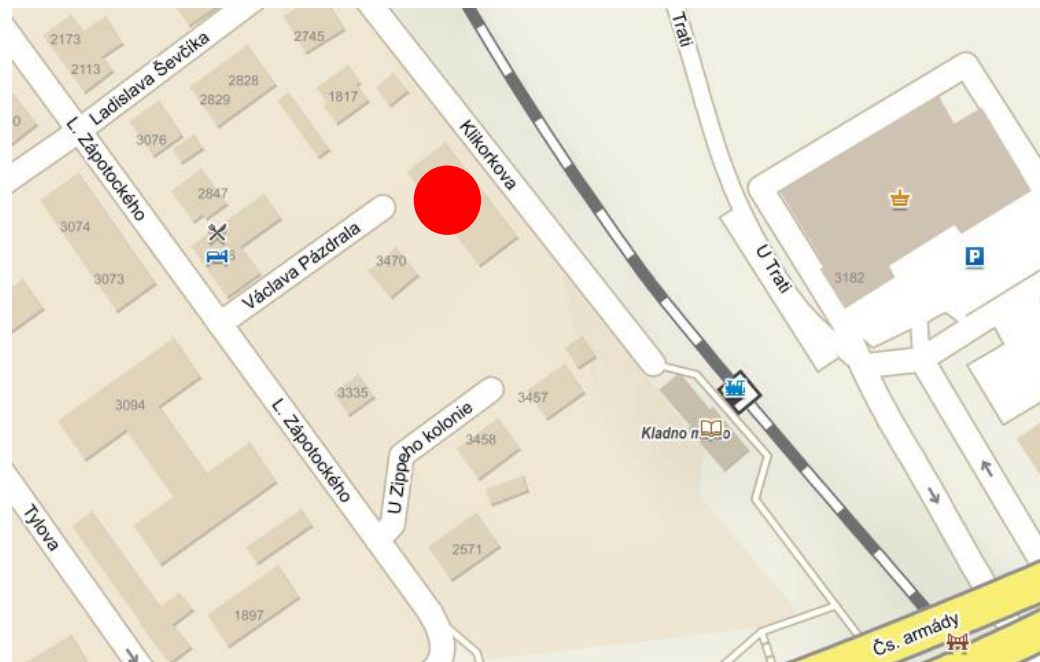 2173
2745
Trati
2113
Ladislava Ševčíka
2828
2829
1817
L. Zápotockého
3076
Klikorkova
2847
3074
Václava Pázdrala
3470
U Trati
3073
3182
P
3335
3457
3094
U Zippeho kolonie
L. Zápotockého
3458
Kladno
Tylova
2571
1897
Čs. armády